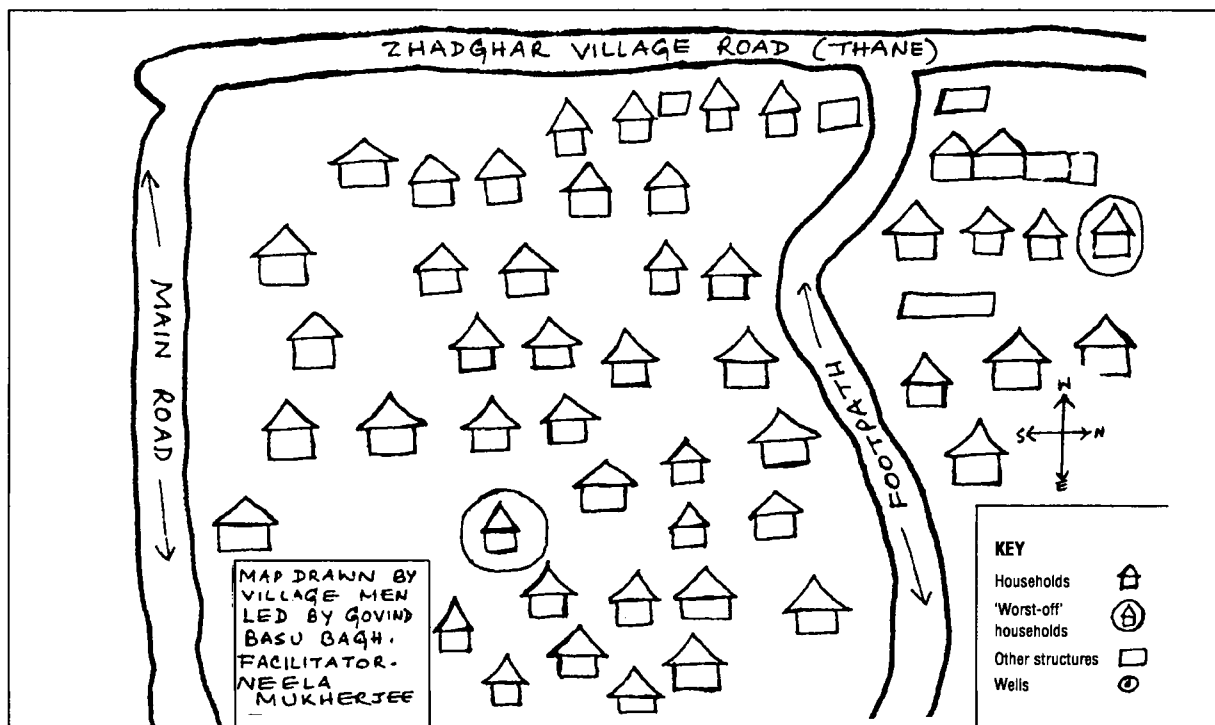 ZHADGHAR VILLAGE ROAD (THANE)
MAIN ROAD
FOOTPATH
W
S N
E
MAP DRAWN BY
VILLAGE MEN
LED BY GOVIND
BASU BAGH.
FACILITATOR-
NEELA
MUKHERJEE
KEY
Households
'Worst-off'
households
Other structures
Wells